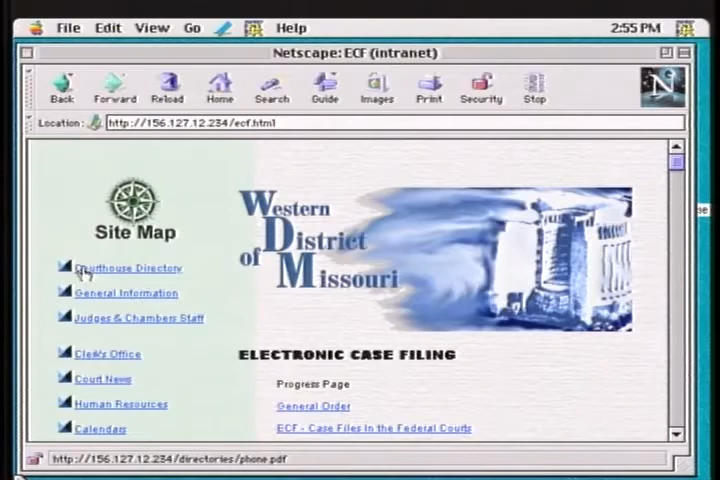 File Edit View Go Help 2:55 PM
Netscape: ECF (intranet)
Back Forward Reload Home Search Guide Images Print Security Stop
N
Location: http://156.127.12.234/ecf.html
Site Map
Courthouse Directory
General Information
Judges & Chambers Staff
Clerk's Office
Court News
Human Resources
Calendars
Western
District
of Missouri
ELECTRONIC CASE FILING
Progress Page
General Order
ECF - Case Files In the Federal Courts
se
http://156.127.12.234/directories/phone.pdf